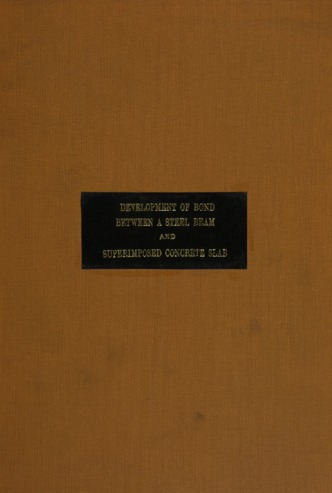 DEVELOPMENT OF BOND
BETWEEN A STEEL BEAM
AND
SUPERIMPOSED CONCRETE SLAB